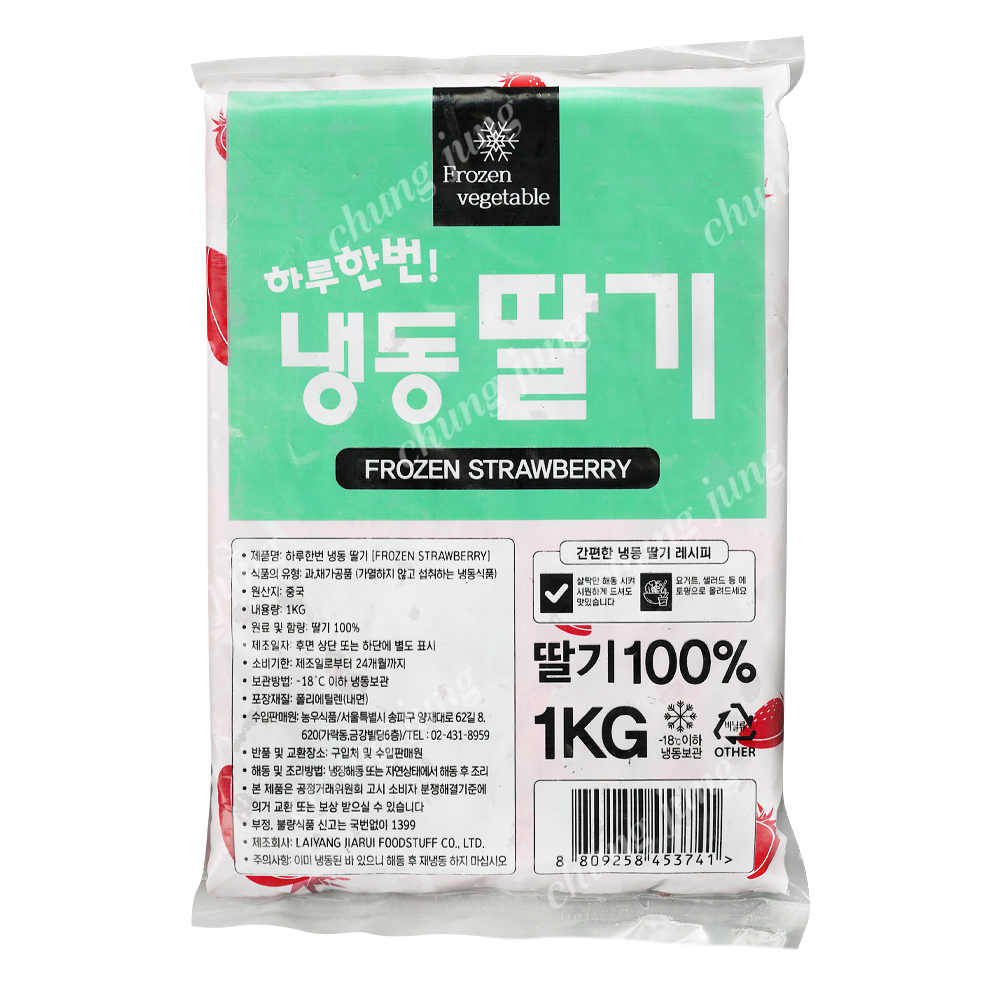 Frozen
vegetable
하루한번!
냉동딸기
FROZEN STRAWBERRY
• 제품명: 하루한번 냉동 딸기 [FROZEN STRAWBERRY]
• 식품의 유형: 과,채가공품 (가열하지 않고 섭취하는 냉동식품)
• 원산지: 중국
• 내용량: 1KG
• 원료 및 함량: 딸기 100%
• 제조일자: 후면 상단 또는 하단에 별도 표시
• 소비기한: 제조일로부터 24개월까지
• 보관방법: -18˚C 이하 냉동보관
• 포장재질: 폴리에틸렌(내면)
• 수입판매원: 농우식품/서울특별시 송파구 양재대로 62길 8,
620(가락동,금강빌딩6층)/TEL : 02-431-8959
• 반품 및 교환장소: 구입처 및 수입판매원
• 해동 및 조리방법: 냉장해동 또는 자연상태에서 해동 후 조리
• 본 제품은 공정거래위원회 고시 소비자 분쟁해결기준에
의거 교환 또는 보상 받으실 수 있습니다
• 부정, 불량식품 신고는 국번없이 1399
• 제조회사: LAIYANG JIARUI FOODSTUFF CO., LTD.
• 주의사항: 이미 냉동된 바 있으니 해동 후 재냉동 하지 마십시오
간편한 냉동 딸기 레시피
살짝만 해동 시켜
시원하게 드셔도
맛있습니다
요거트, 샐러드 등 에
토핑으로 올려드세요
딸기100%
1KG
-18℃이하
냉동보관
비닐류
OTHER
8 809258 453741 >
chung jung
chung jung
chung jung
chung jung
chung jung